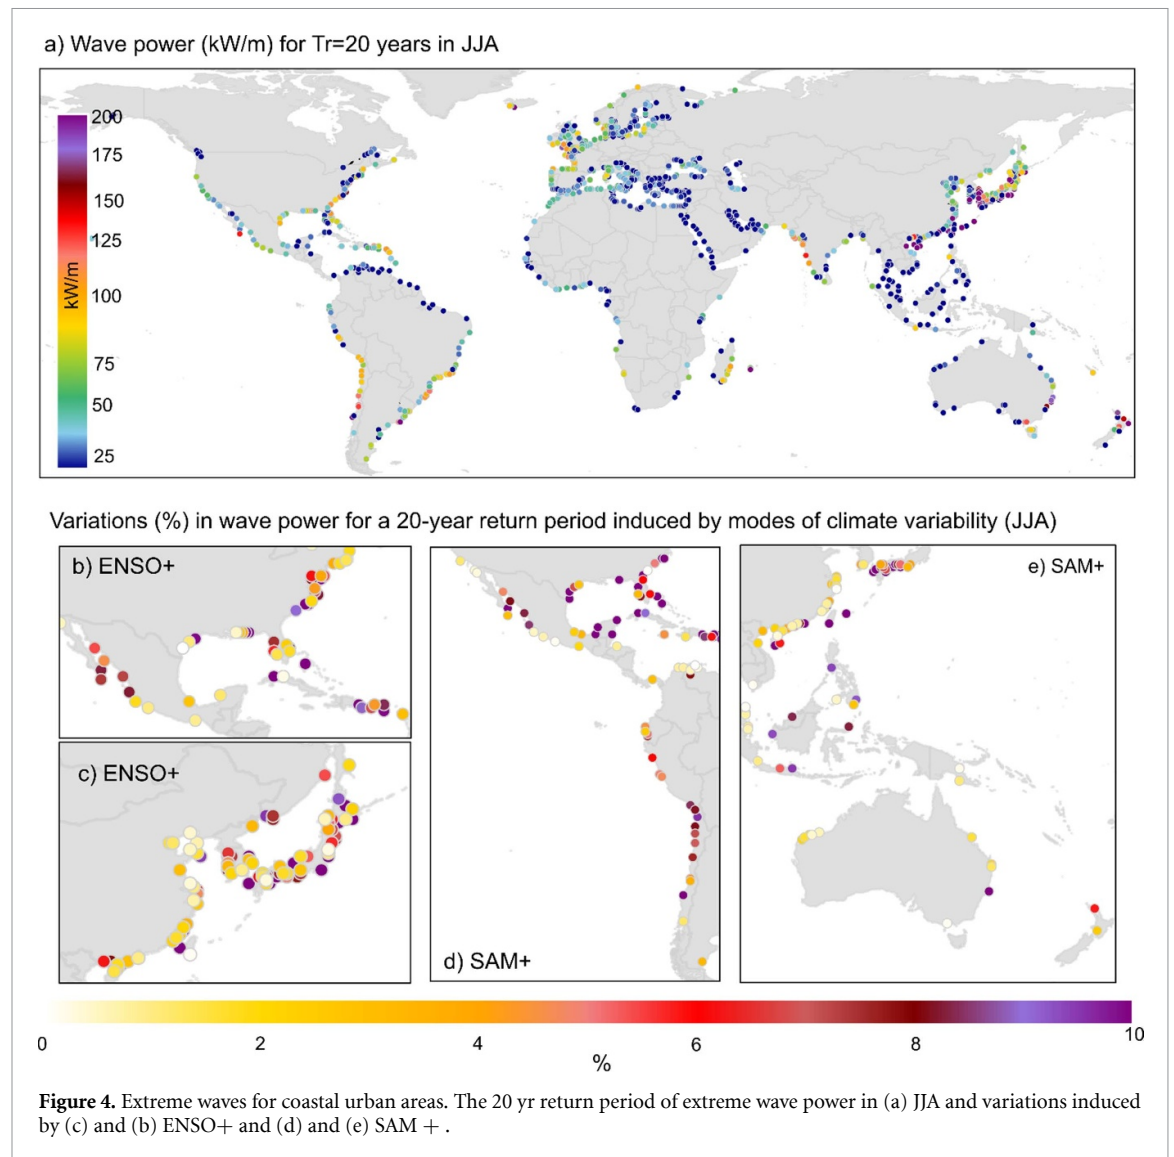 a) Wave power (kW/m) for Tr=20 years in JJA
200
175
150
125
100
75
50
25
kW/m
Variations (%) in wave power for a 20-year return period induced by modes of climate variability (JJA)
b) ENSO+
c) ENSO+
d) SAM+
e) SAM+
0 2 4 6 8 10
%
Figure 4. Extreme waves for coastal urban areas. The 20 yr return period of extreme wave power in (a) JJA and variations induced
by (c) and (b) ENSO+ and (d) and (e) SAM + .